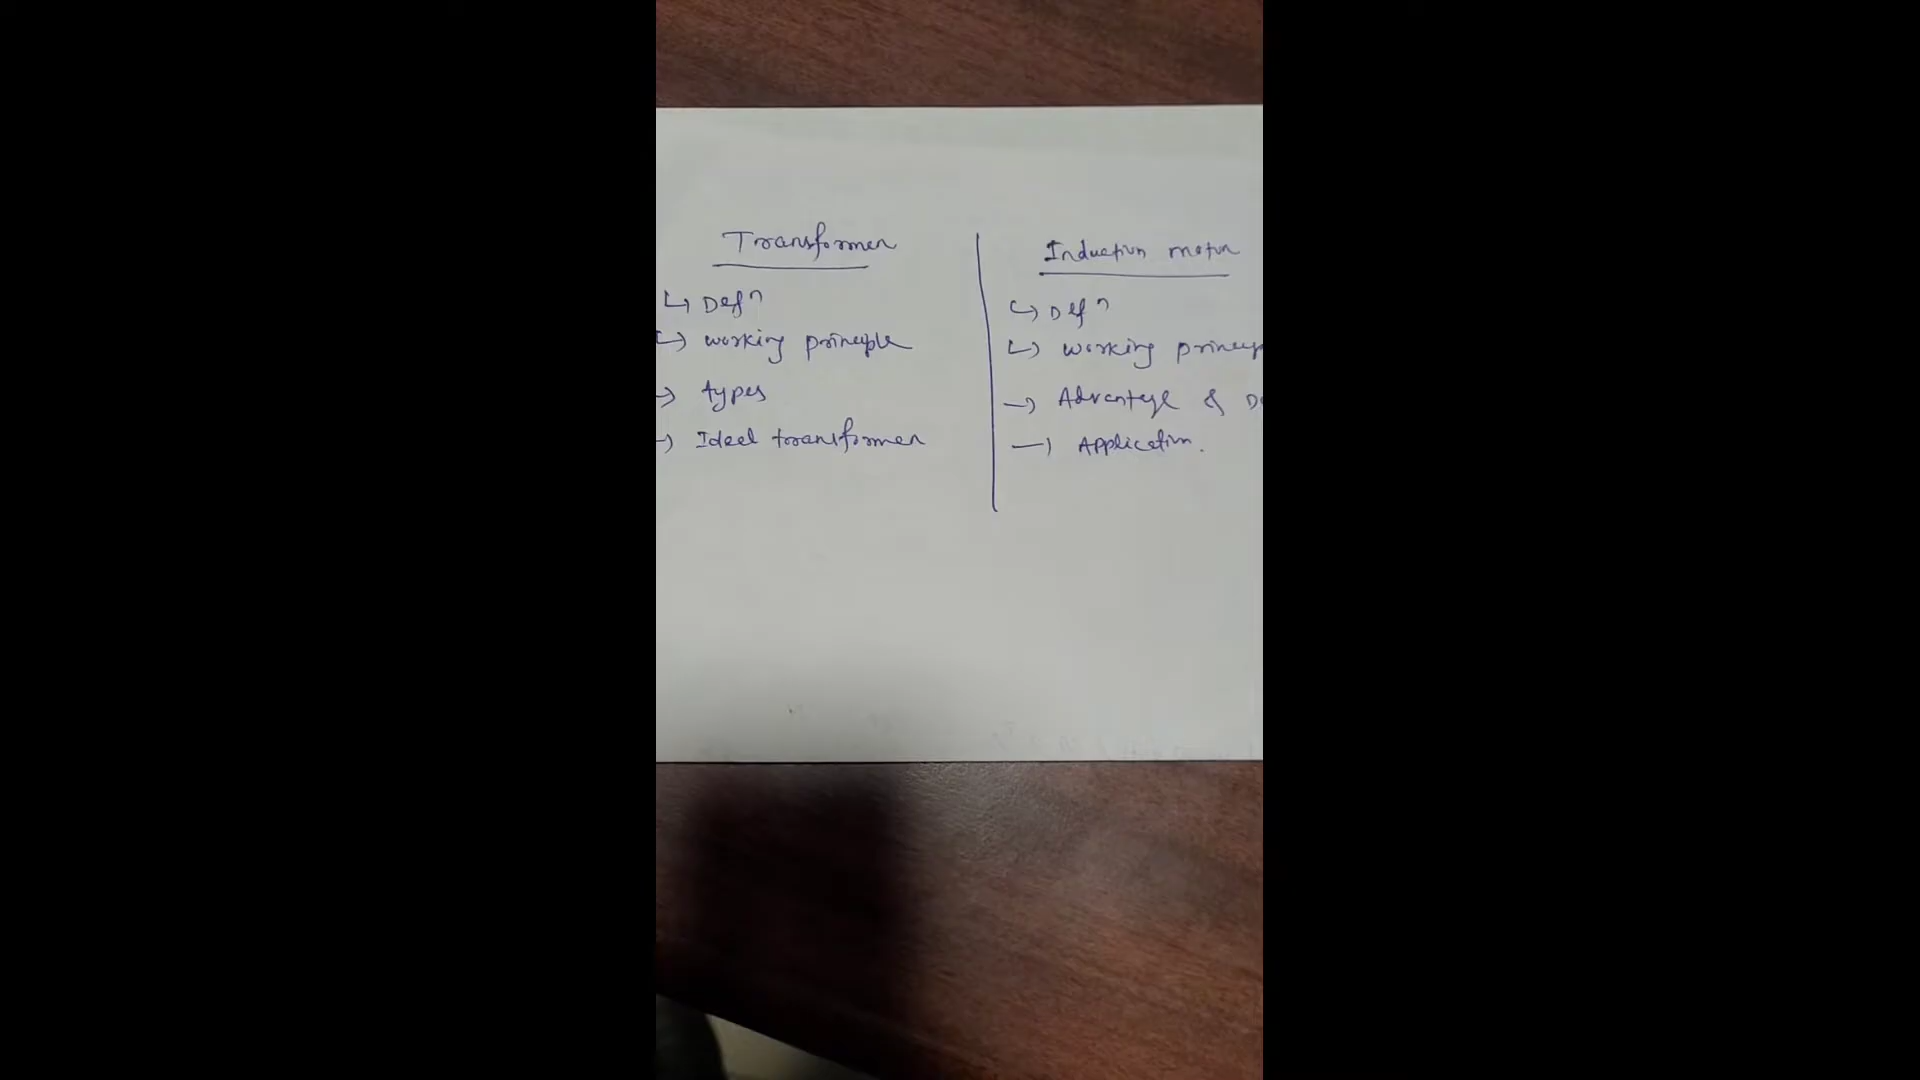 Transformer
Defn
working principle
types
Ideal transformer
Induction motor
Defn
working princip
Advantage & D
Application.